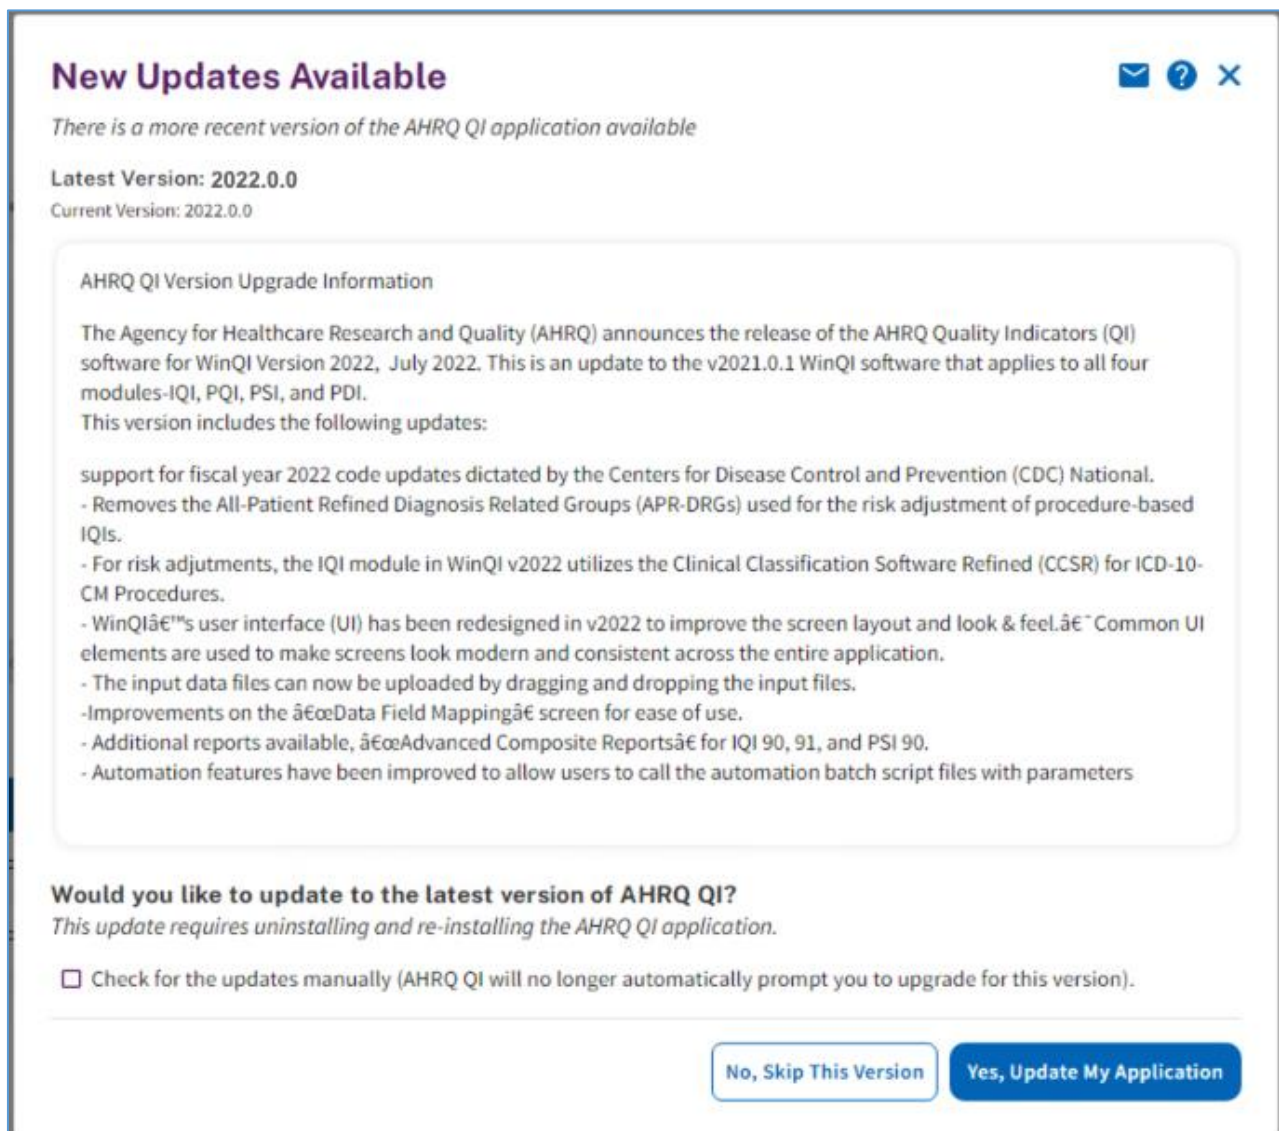 New Updates Available
There is a more recent version of the AHRQ QI application available
Latest Version: 2022.0.0
Current Version: 2022.0.0
AHRQ QI Version Upgrade Information
The Agency for Healthcare Research and Quality (AHRQ) announces the release of the AHRQ Quality Indicators (QI)
software for WinQI Version 2022, July 2022. This is an update to the v2021.0.1 WinQI software that applies to all four
modules-IQI, PQI, PSI, and PDI.
This version includes the following updates:
support for fiscal year 2022 code updates dictated by the Centers for Disease Control and Prevention (CDC) National.
- Removes the All-Patient Refined Diagnosis Related Groups (APR-DRGs) used for the risk adjustment of procedure-based
IQIs.
- For risk adjutments, the IQI module in WinQI v2022 utilizes the Clinical Classification Software Refined (CCSR) for ICD-10-
CM Procedures.
- WinQIâ€™s user interface (UI) has been redesigned in v2022 to improve the screen layout and look & feel.â€¯Common UI
elements are used to make screens look modern and consistent across the entire application.
- The input data files can now be uploaded by dragging and dropping the input files.
-Improvements on the â€œData Field Mappingâ€ screen for ease of use.
- Additional reports available, â€œAdvanced Composite Reportsâ€ for IQI 90, 91, and PSI 90.
- Automation features have been improved to allow users to call the automation batch script files with parameters
Would you like to update to the latest version of AHRQ QI?
This update requires uninstalling and re-installing the AHRQ QI application.
Check for the updates manually (AHRQ QI will no longer automatically prompt you to upgrade for this version).
No, Skip This Version
Yes, Update My Application